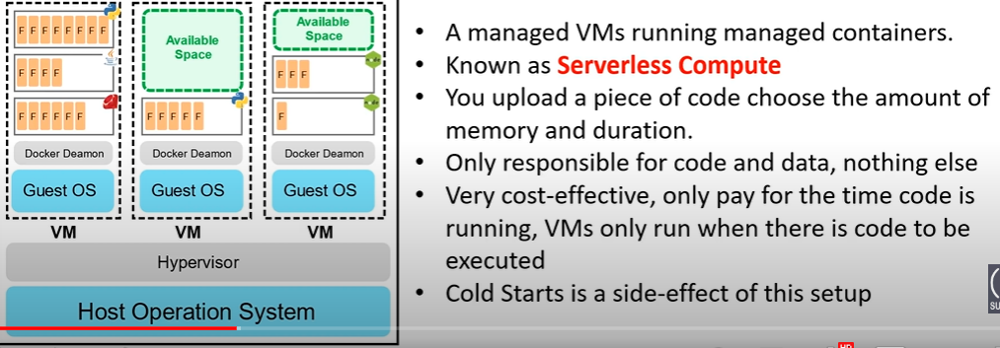 F F F F F F F F
F F F F
F F F F F F
Docker Deamon
Guest OS
VM
Available
Space
F F F F F
Docker Deamon
Guest OS
VM
Available
Space
F F F
F
Docker Deamon
Guest OS
VM
Hypervisor
Host Operation System
• A managed VMs running managed containers.
• Known as Serverless Compute
• You upload a piece of code choose the amount of
memory and duration.
• Only responsible for code and data, nothing else
• Very cost-effective, only pay for the time code is
running, VMs only run when there is code to be
executed
• Cold Starts is a side-effect of this setup
HD